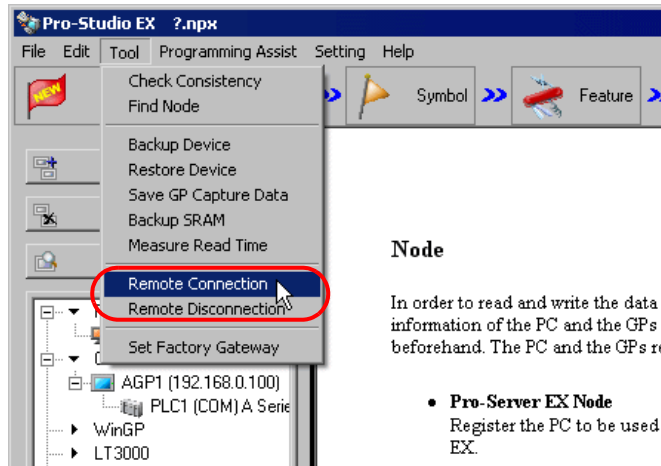 Pro-Studio EX ?.npx
File Edit Tool Programming Assist Setting Help
NEW
Symbol
Feature
Check Consistency
Find Node
Backup Device
Restore Device
Save GP Capture Data
Backup SRAM
Measure Read Time
Remote Connection
Remote Disconnection
Set Factory Gateway
AGP1 (192.168.0.100)
PLC1 (COM) A Serie
WinGP
LT3000
Node
In order to read and write the data
information of the PC and the GPs
beforehand. The PC and the GPs re
• Pro-Server EX Node
Register the PC to be used
EX.